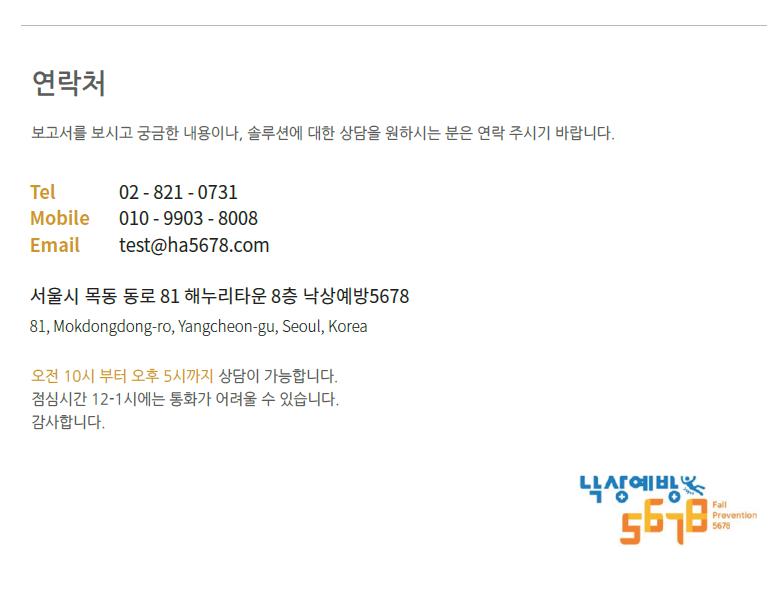 연락처
보고서를 보시고 궁금한 내용이나, 솔루션에 대한 상담을 원하시는 분은 연락 주시기 바랍니다.
Tel 02 - 821 - 0731
Mobile 010 - 9903 - 8008
Email test@ha5678.com
서울시 목동 동로 81 해누리타운 8층 낙상예방5678
81, Mokdongdong-ro, Yangcheon-gu, Seoul, Korea
오전 10시 부터 오후 5시까지 상담이 가능합니다.
점심시간 12-1시에는 통화가 어려울 수 있습니다.
감사합니다.
낙상예방
5678
Fall
Prevention
5678